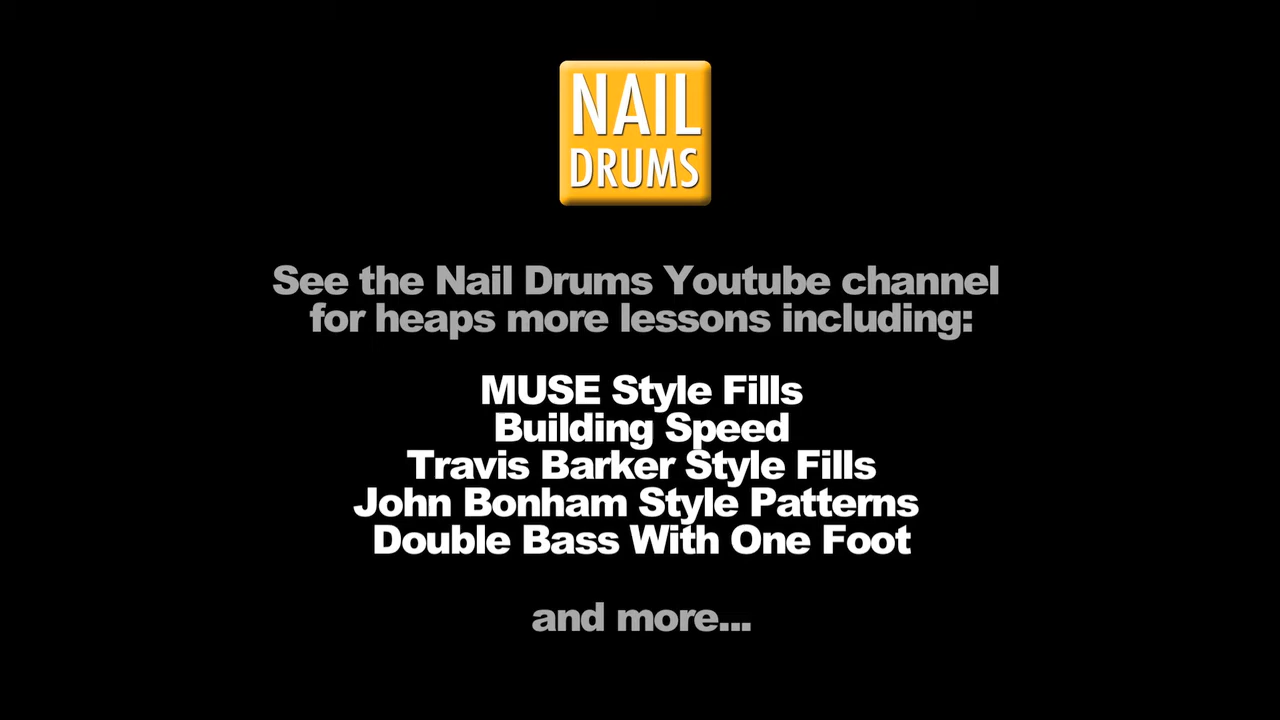 NAIL
DRUMS
See the Nail Drums Youtube channel
for heaps more lessons including:
MUSE Style Fills
Building Speed
Travis Barker Style Fills
John Bonham Style Patterns
Double Bass With One Foot
and more...